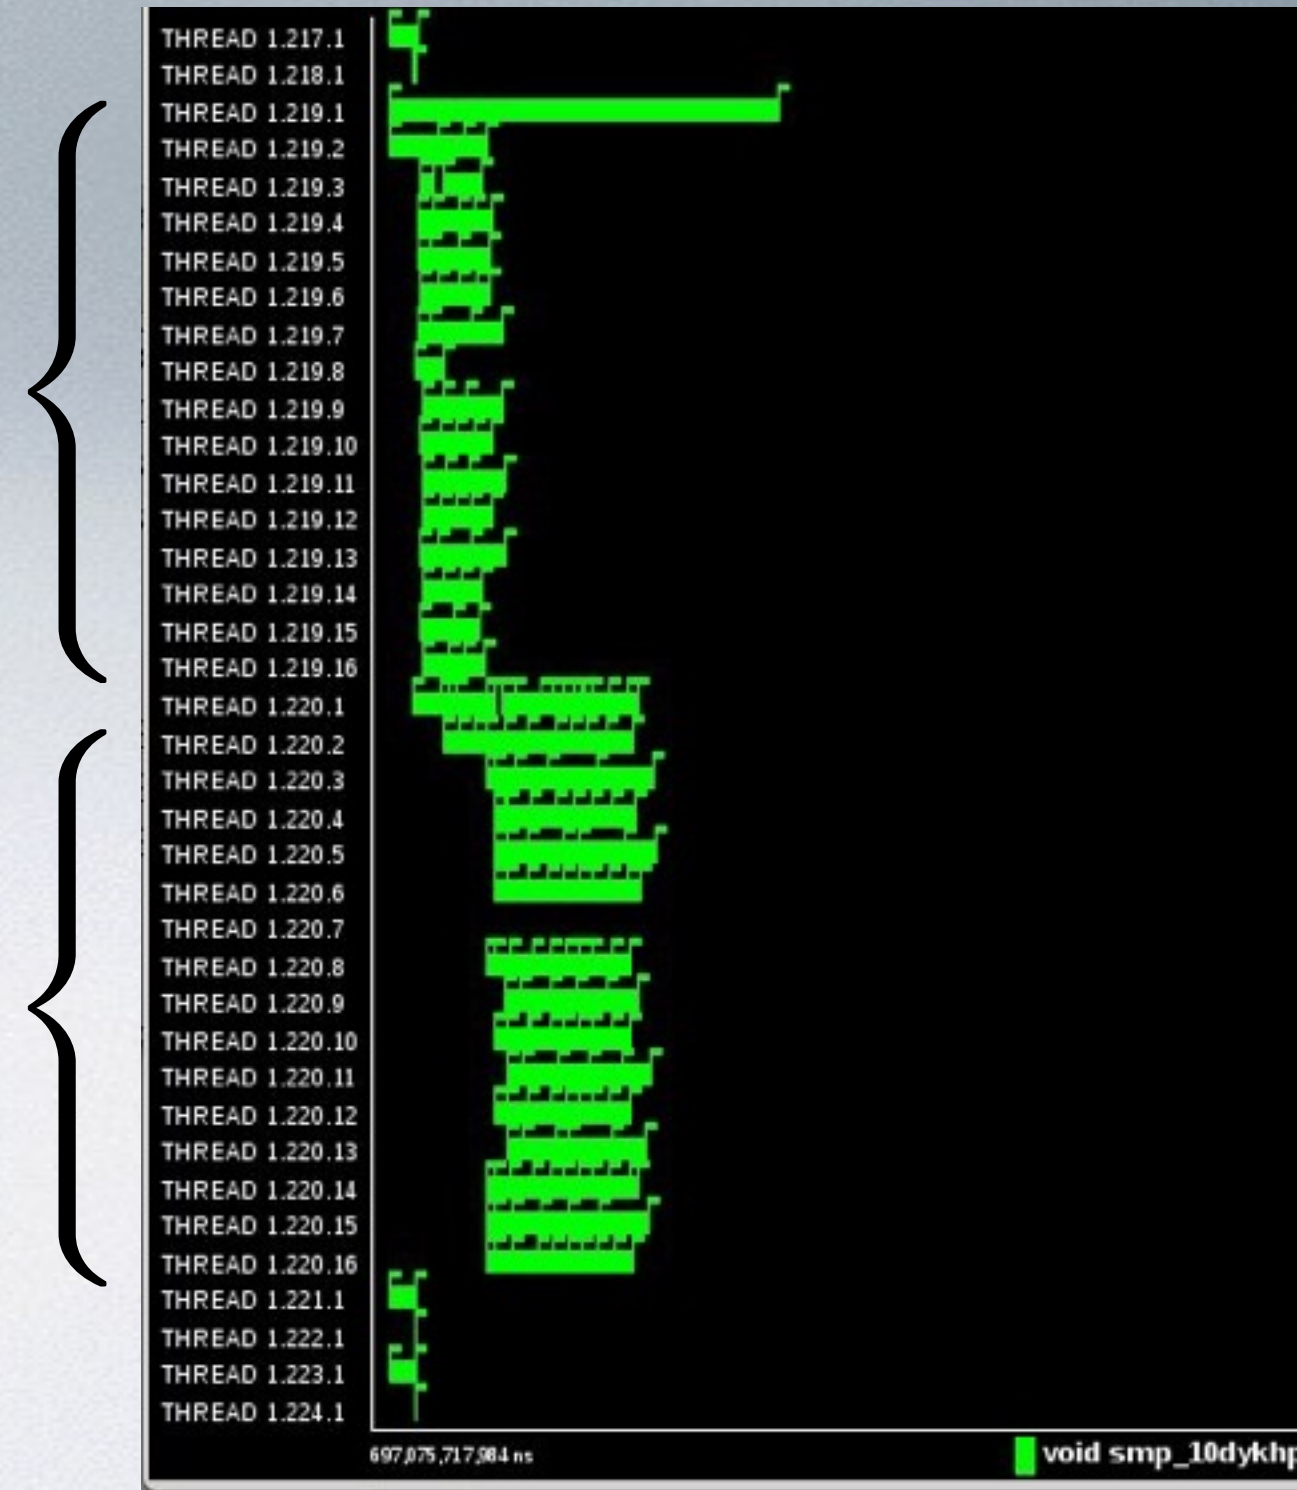 THREAD 1.217.1
THREAD 1.218.1
THREAD 1.219.1
THREAD 1.219.2
THREAD 1.219.3
THREAD 1.219.4
THREAD 1.219.5
THREAD 1.219.6
THREAD 1.219.7
THREAD 1.219.8
THREAD 1.219.9
THREAD 1.219.10
THREAD 1.219.11
THREAD 1.219.12
THREAD 1.219.13
THREAD 1.219.14
THREAD 1.219.15
THREAD 1.219.16
THREAD 1.220.1
THREAD 1.220.2
THREAD 1.220.3
THREAD 1.220.4
THREAD 1.220.5
THREAD 1.220.6
THREAD 1.220.7
THREAD 1.220.8
THREAD 1.220.9
THREAD 1.220.10
THREAD 1.220.11
THREAD 1.220.12
THREAD 1.220.13
THREAD 1.220.14
THREAD 1.220.15
THREAD 1.220.16
THREAD 1.221.1
THREAD 1.222.1
THREAD 1.223.1
THREAD 1.224.1
697,075,717,984 ns
void smp_10dykhp